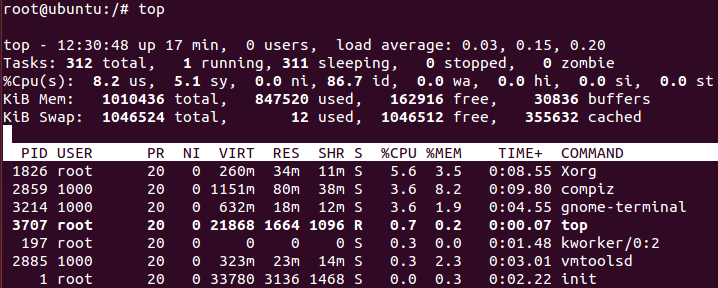 root@ubuntu:/# top
top - 12:30:48 up 17 min,  0 users,  load average: 0.03, 0.15, 0.20
Tasks: 312 total,   1 running, 311 sleeping,   0 stopped,   0 zombie
%Cpu(s):  8.2 us,  5.1 sy,  0.0 ni, 86.7 id,  0.0 wa,  0.0 hi,  0.0 si,  0.0 st
KiB Mem:   1010436 total,   847520 used,   162916 free,    30836 buffers
KiB Swap:  1046524 total,       12 used,  1046512 free,   355632 cached
PID USER      PR  NI  VIRT  RES  SHR S  %CPU %MEM    TIME+  COMMAND
1826 root      20   0  260m  34m  11m S   5.6  3.5   0:08.55 Xorg
2859 1000      20   0 1151m  80m  38m S   3.6  8.2   0:09.80 compiz
3214 1000      20   0  632m  18m  12m S   3.6  1.9   0:04.55 gnome-terminal
3707 root      20   0 21868 1664 1096 R   0.7  0.2   0:00.07 top
197 root      20   0     0    0    0 S   0.3  0.0   0:01.48 kworker/0:2
2885 1000      20   0  323m  23m  14m S   0.3  2.3   0:03.01 vmtoolsd
1 root      20   0 33780 3136 1468 S   0.0  0.3   0:02.22 init